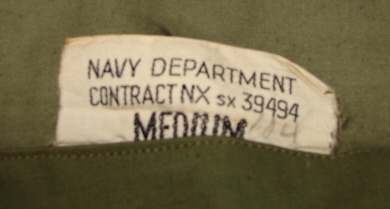 NAVY DEPARTMENT
CONTRACT NX sx 39494
MEDIUM